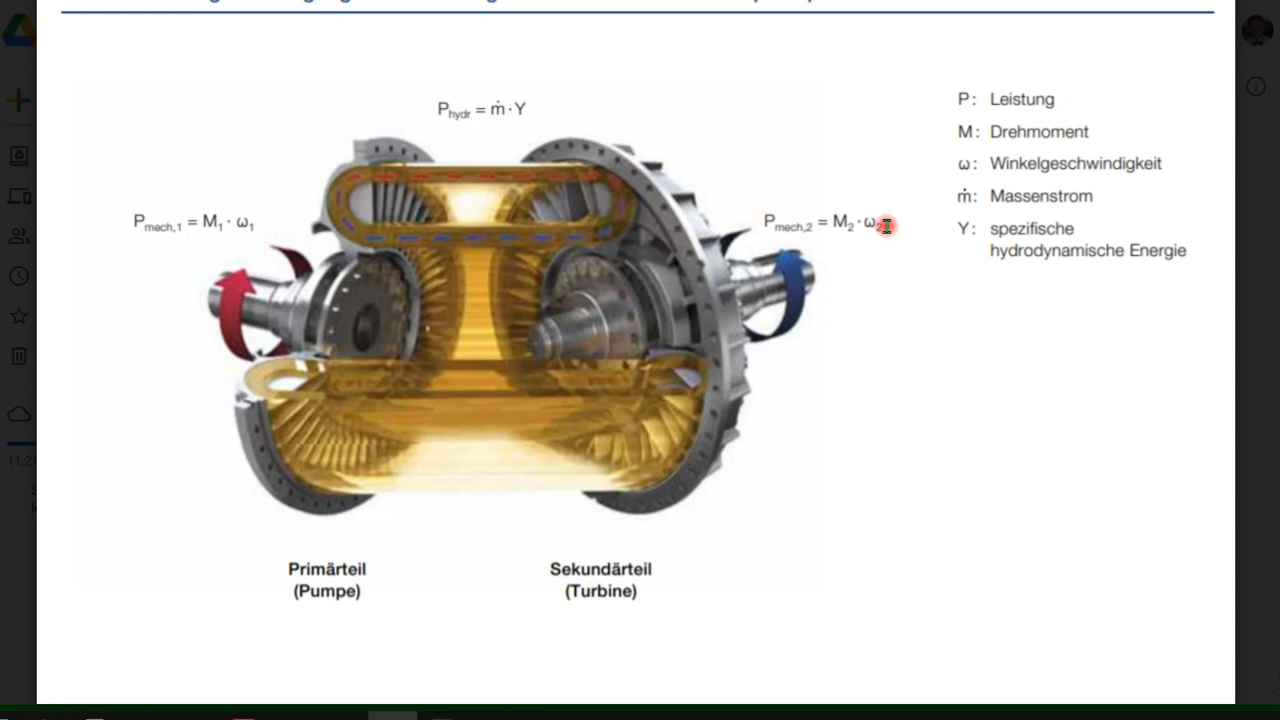 P_hydr = ṁ · Y
P_mech,1 = M_1 · ω_1
P_mech,2 = M_2 · ω_2
P: Leistung
M: Drehmoment
ω: Winkelgeschwindigkeit
ṁ: Massenstrom
Y: spezifische
hydrodynamische Energie
Primärteil
(Pumpe)
Sekundärteil
(Turbine)